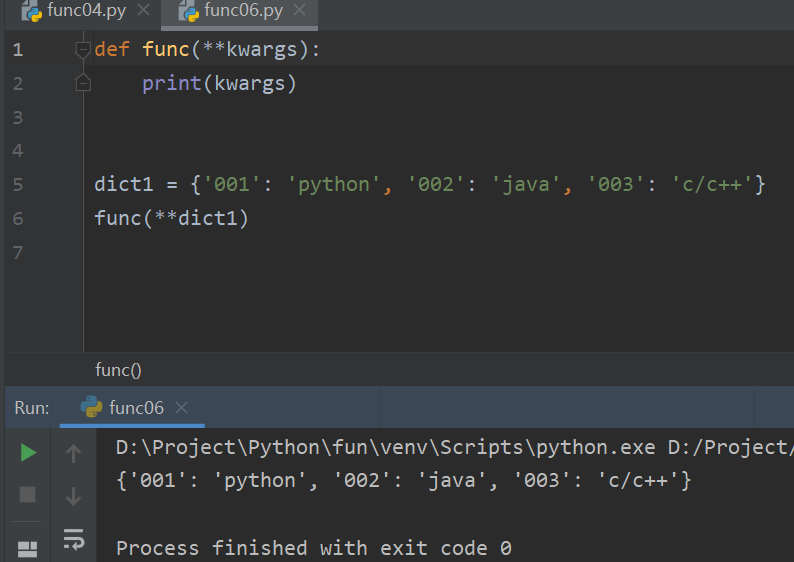 func04.py func06.py
1 def func(**kwargs):
2 print(kwargs)
3
4
5 dict1 = {'001': 'python', '002': 'java', '003': 'c/c++'}
6 func(**dict1)
7
func()
Run: func06
D:\Project\Python\fun\venv\Scripts\python.exe D:/Project/
{'001': 'python', '002': 'java', '003': 'c/c++'}
Process finished with exit code 0